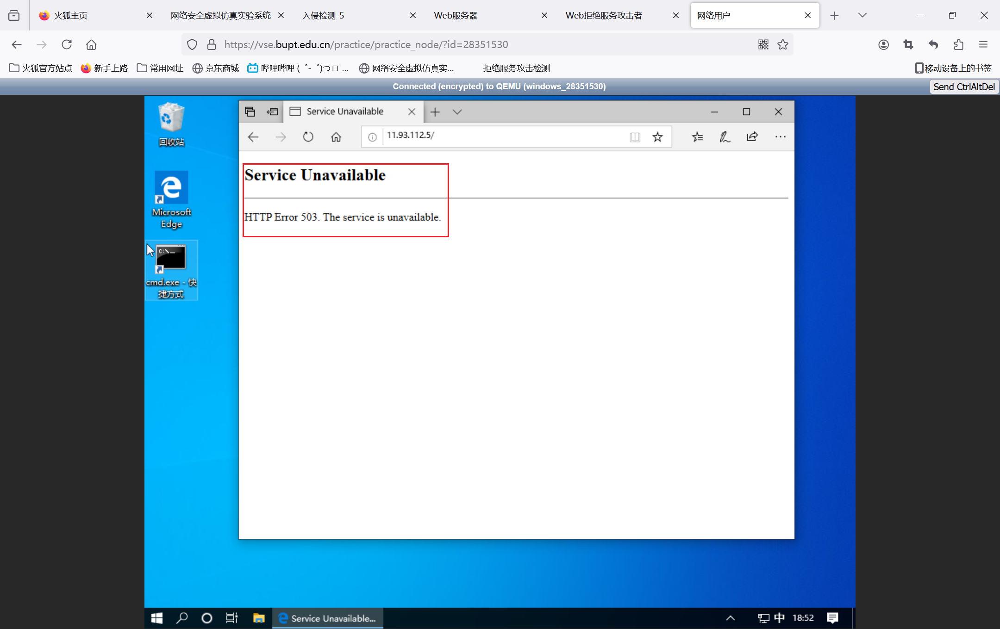 火狐主页
网络安全虚拟仿真实验系统
入侵检测-5
Web服务器
Web拒绝服务攻击者
网络用户
https://vse.bupt.edu.cn/practice/practice_node/?id=28351530
火狐官方站点
新手上路
常用网址
京东商城
哔哩哔哩 ( ゜- ゜)つロ ...
网络安全虚拟仿真实...
拒绝服务攻击检测
移动设备上的书签
Connected (encrypted) to QEMU (windows_28351530)
Send CtrlAltDel
回收站
Microsoft
Edge
C:\_
cmd.exe - 快
捷方式
Service Unavailable
11.93.112.5/
Service Unavailable
HTTP Error 503. The service is unavailable.
Service Unavailable...
中
18:52